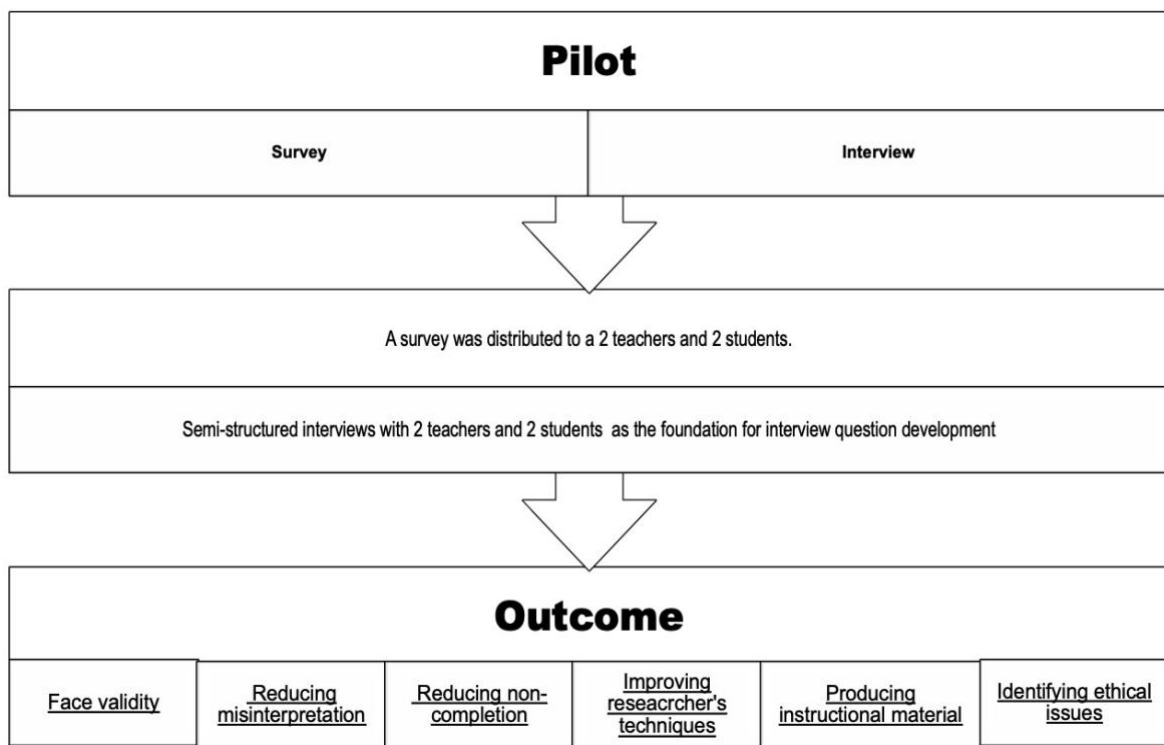 Pilot
Survey
Interview
A survey was distributed to a 2 teachers and 2 students.
Semi-structured interviews with 2 teachers and 2 students as the foundation for interview question development
Outcome
Face validity
Reducing
misinterpretation
Reducing non-
completion
Improving
reseacrcher's
techniques
Producing
instructional material
Identifying ethical
issues